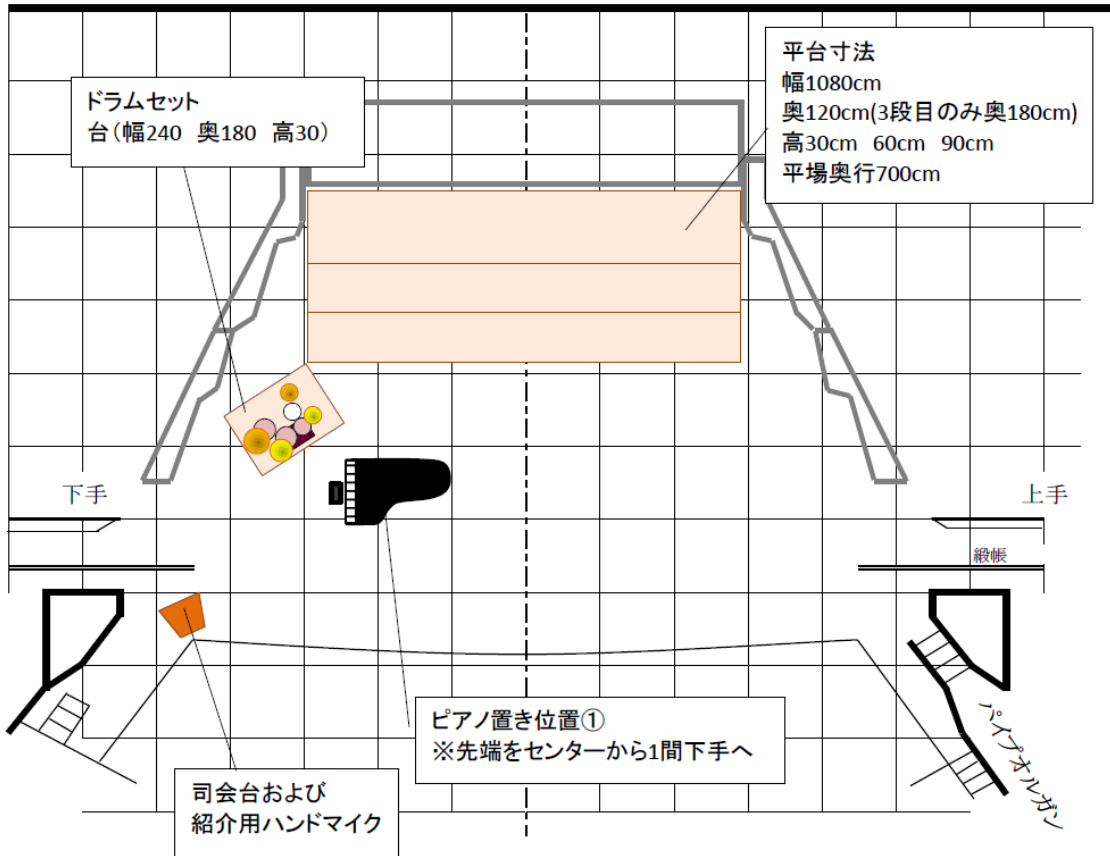 ドラムセット
台(幅240 奥180 高30)
平台寸法
幅1080cm
奥120cm(3段目のみ奥180cm)
高30cm 60cm 90cm
平場奥行700cm
下手
上手
緞帳
ピアノ置き位置①
※先端をセンターから1間下手へ
司会台および
紹介用ハンドマイク
パイプオルガン